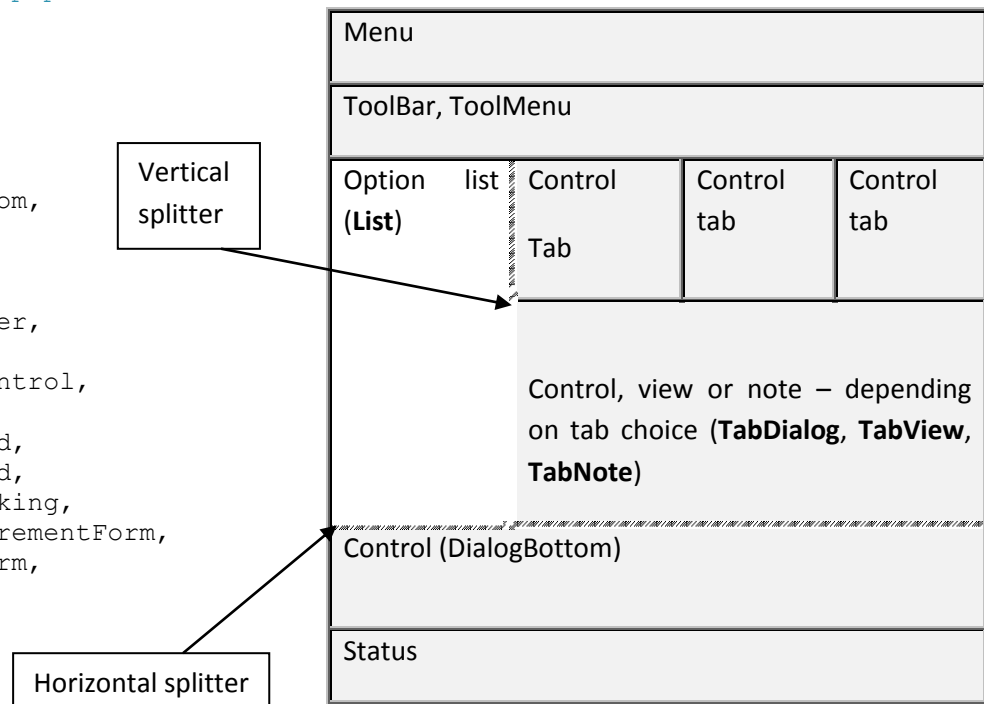 Menu
ToolBar, ToolMenu
Vertical
splitter
Option list
(List)
Control
Tab
Control
tab
Control
tab
om,
er,
ntrol,
d,
d,
king,
rementForm,
rm,
Control, view or note – depending
on tab choice (TabDialog, TabView,
TabNote)
Control (DialogBottom)
Status
Horizontal splitter